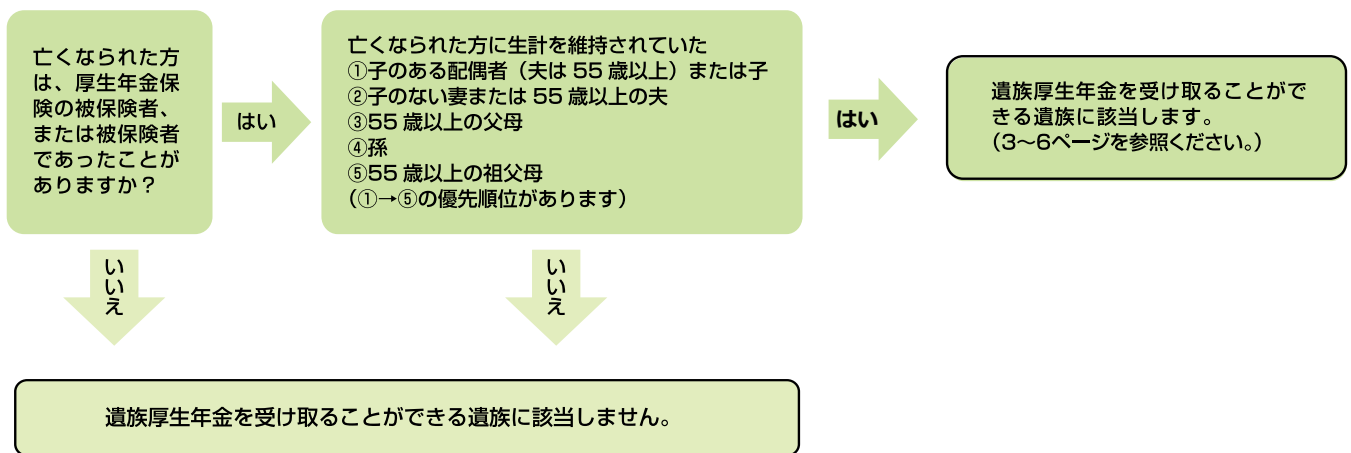 亡くなられた方
は、厚生年金保
険の被保険者、
または被保険者
であったことが
ありますか？
はい
亡くなられた方に生計を維持されていた
①子のある配偶者（夫は 55 歳以上）または子
②子のない妻または 55 歳以上の夫
③55 歳以上の父母
④孫
⑤55 歳以上の祖父母
（①→⑤の優先順位があります）
はい
遺族厚生年金を受け取ることがで
きる遺族に該当します。
（3～6ページを参照ください。）
いいえ
いいえ
遺族厚生年金を受け取ることができる遺族に該当しません。